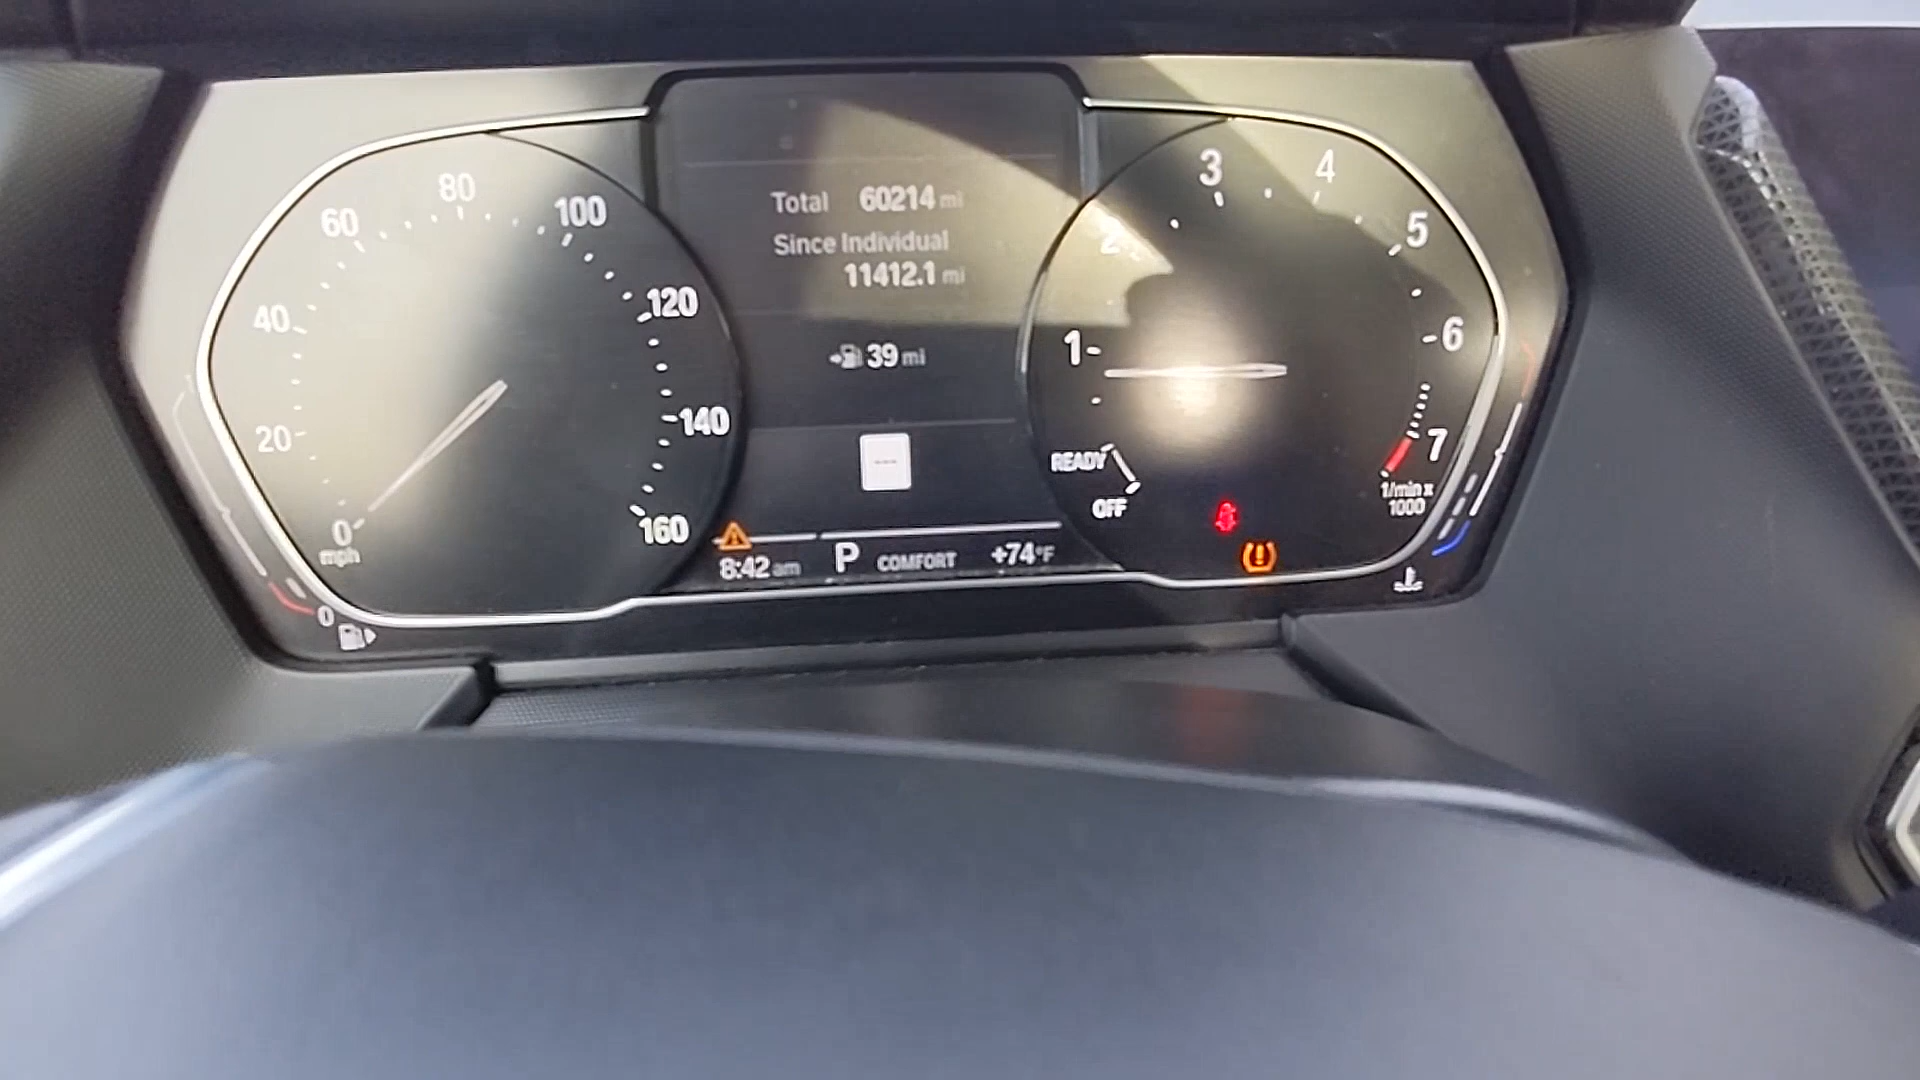 Total 60214 mi
Since Individual
11412.1 mi
39 mi
---
8:42 am P COMFORT +74°F
0 20 40 60 80 100 120 140 160
mph
0
1 2 3 4 5 6 7
READY
OFF
1/min x
1000